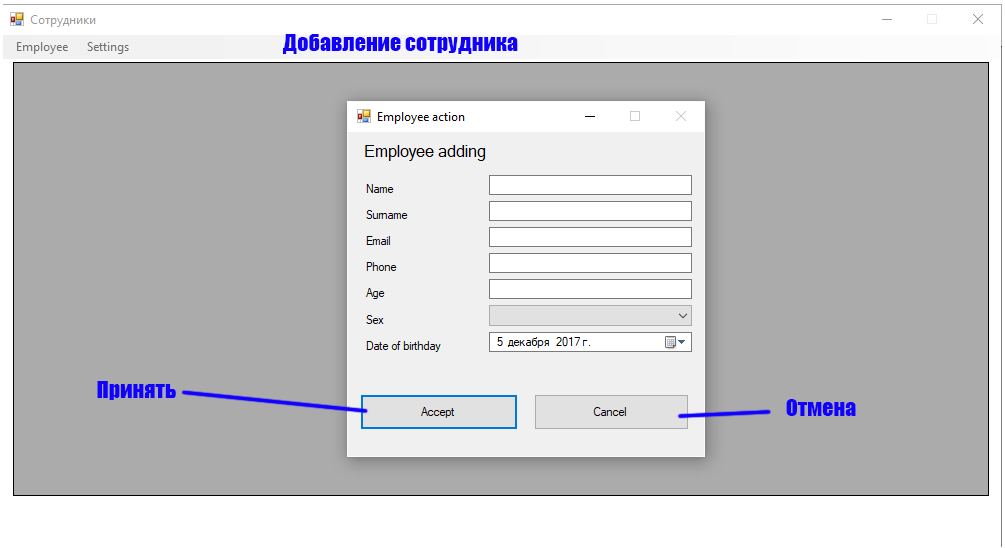 Сотрудники
Employee Settings
Добавление сотрудника
Employee action
Employee adding
Name
Surname
Email
Phone
Age
Sex
Date of birthday 5 декабря 2017 г.
Принять
Accept Cancel
Отмена